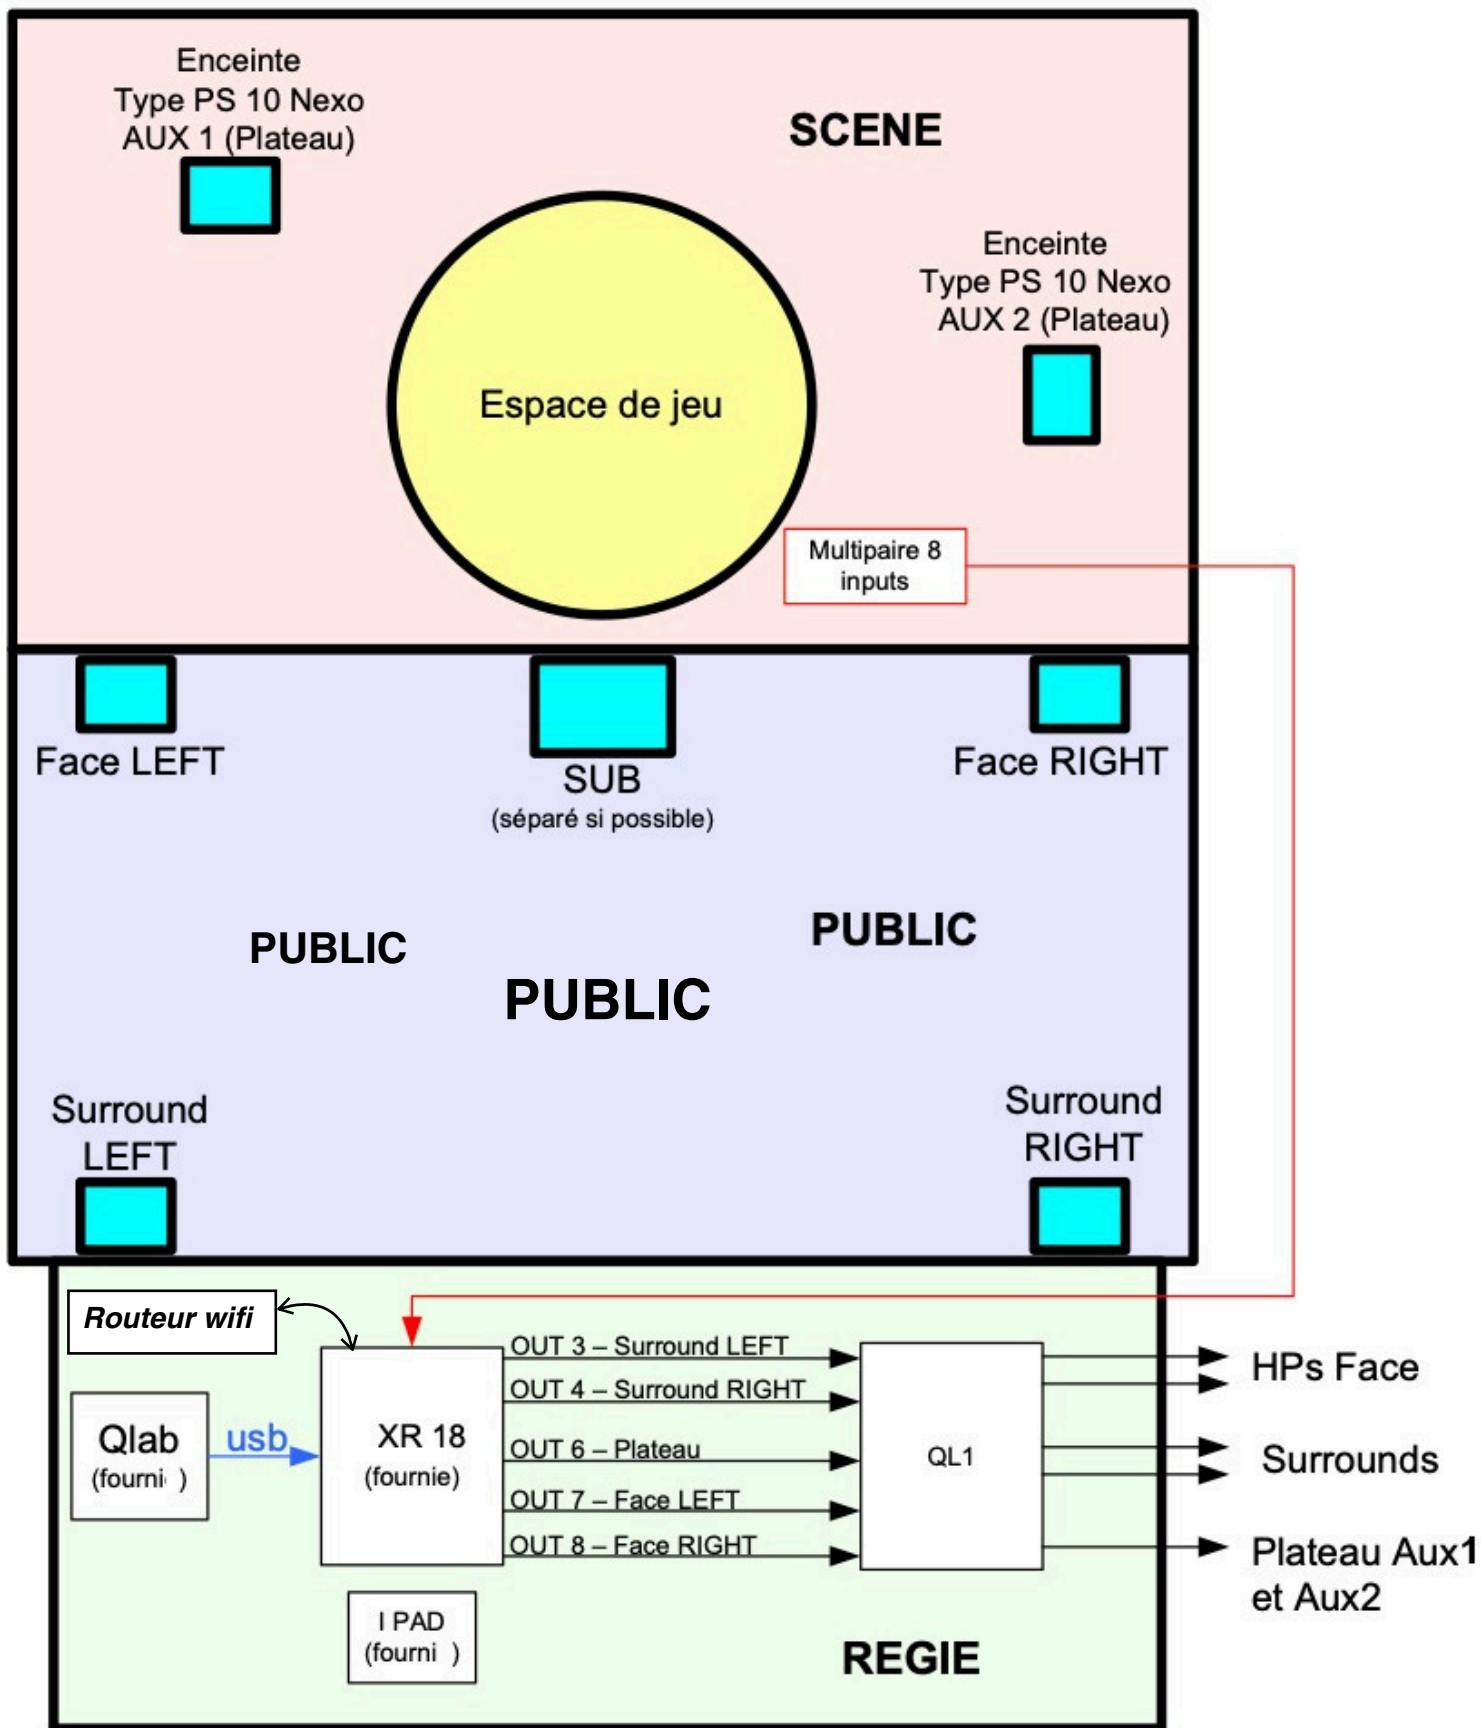 Enceinte
Type PS 10 Nexo
AUX 1 (Plateau)
SCENE
Enceinte
Type PS 10 Nexo
AUX 2 (Plateau)
Espace de jeu
Multipaire 8
inputs
Face LEFT
SUB
(séparé si possible)
Face RIGHT
PUBLIC
PUBLIC
PUBLIC
Surround
LEFT
Surround
RIGHT
Routeur wifi
Qlab
(fourni )
usb
XR 18
(fournie)
OUT 3 – Surround LEFT
OUT 4 – Surround RIGHT
OUT 6 – Plateau
OUT 7 – Face LEFT
OUT 8 – Face RIGHT
QL1
HPs Face
Surrounds
Plateau Aux1
et Aux2
I PAD
(fourni )
REGIE